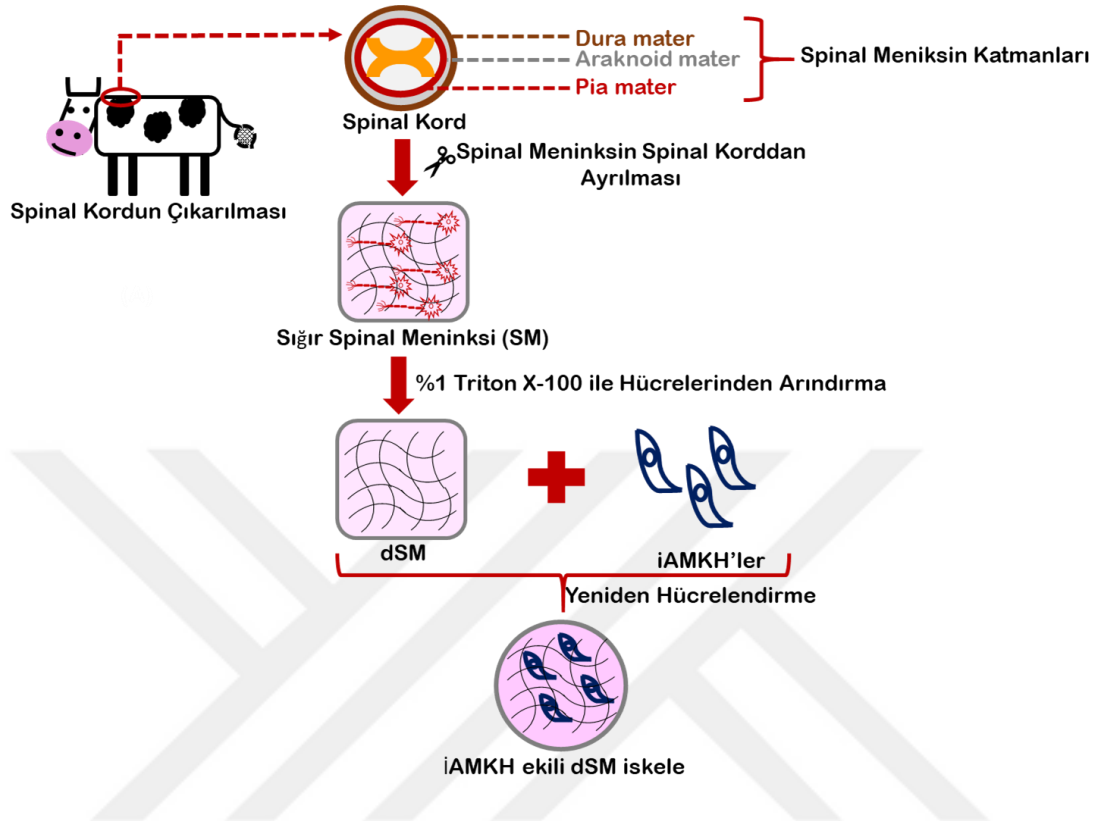 Dura mater
Araknoid mater
Pia mater
Spinal Meniksin Katmanları
Spinal Kord
Spinal Kordun Çıkarılması
Spinal Meninksin Spinal Korddan
Ayrılması
Sığır Spinal Meninksi (SM)
%1 Triton X-100 ile Hücrelerinden Arındırma
dSM
iAMKH’ler
Yeniden Hücrelendirme
İAMKH ekili dSM iskele